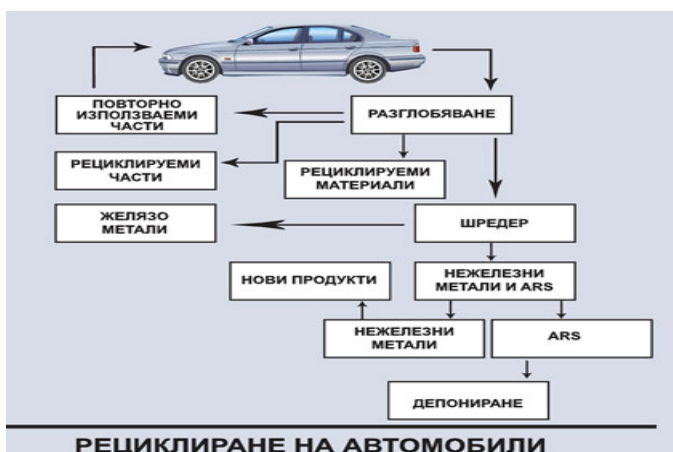 ПОВТОРНО
ИЗПОЛЗВАЕМИ
ЧАСТИ
РАЗГЛОБЯВАНЕ
РЕЦИКЛИРУЕМИ
ЧАСТИ
РЕЦИКЛИРУЕМИ
МАТЕРИАЛИ
ЖЕЛЯЗО
МЕТАЛИ
ШРЕДЕР
НОВИ ПРОДУКТИ
НЕЖЕЛЕЗНИ
МЕТАЛИ И ARS
НЕЖЕЛЕЗНИ
МЕТАЛИ
ARS
ДЕПОНИРАНЕ
РЕЦИКЛИРАНЕ НА АВТОМОБИЛИ